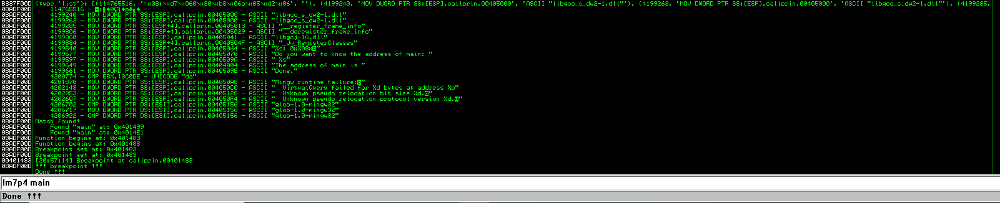 B337F00D <type 'list'>: [(114765516, '\x08:\xd7\x060\x80\xb8\x06p\x05\xd2\x06', ''), (4199240, 'MOV DWORD PTR SS:[ESP],callprin.00405000', 'ASCII "libgcc_s_dw2-1.dll"'), (4199263, 'MOV DWORD PTR SS:[ESP],callprin.00405000', 'ASCII "libgcc_s_dw2-1.dll"'), (4199285,
0BADF00D 114765516 -
0BADF00D 4199240 - MOV DWORD PTR SS:[ESP],callprin.00405000 - ASCII "libgcc_s_dw2-1.dll"
0BADF00D 4199263 - MOV DWORD PTR SS:[ESP],callprin.00405000 - ASCII "libgcc_s_dw2-1.dll"
0BADF00D 4199285 - MOV DWORD PTR SS:[ESP+4],callprin.00405013 - ASCII "__register_frame_info"
0BADF00D 4199306 - MOV DWORD PTR SS:[ESP+4],callprin.00405029 - ASCII "__deregister_frame_info"
0BADF00D 4199360 - MOV DWORD PTR SS:[ESP],callprin.00405041 - ASCII "libgcj-16.dll"
0BADF00D 4199384 - MOV DWORD PTR SS:[ESP+4],callprin.0040504F - ASCII "_Jv_RegisterClasses"
0BADF00D 4199540 - MOV DWORD PTR SS:[ESP],callprin.00405064 - ASCII "%s: 0x%08x"
0BADF00D 4199577 - MOV DWORD PTR SS:[ESP],callprin.00405070 - ASCII "Do you want to know the address of main: "
0BADF00D 4199597 - MOV DWORD PTR SS:[ESP],callprin.0040509A - ASCII " %s"
0BADF00D 4199649 - MOV DWORD PTR SS:[ESP],callprin.00404004 - ASCII "The address of main is "
0BADF00D 4199661 - MOV DWORD PTR SS:[ESP],callprin.0040509E - ASCII "Done."
0BADF00D 4200774 - CMP EBX,13C0DE - UNICODE "da"
0BADF00D 4201870 - MOV DWORD PTR SS:[ESP],callprin.004050A8 - ASCII "Mingw runtime failure:"
0BADF00D 4202148 - MOV DWORD PTR SS:[ESP],callprin.004050C0 - ASCII "  VirtualQuery failed for %d bytes at address %p"
0BADF00D 4202353 - MOV DWORD PTR SS:[ESP],callprin.00405128 - ASCII "  Unknown pseudo relocation bit size %d."
0BADF00D 4202607 - MOV DWORD PTR SS:[ESP],callprin.004050F4 - ASCII "  Unknown pseudo relocation protocol version %d."
0BADF00D 4206702 - CMP DWORD PTR DS:[ESI],callprin.00405156 - ASCII "glob-1.0-mingw32"
0BADF00D 4206717 - MOV DWORD PTR DS:[ESI],callprin.00405156 - ASCII "glob-1.0-mingw32"
0BADF00D 4206922 - CMP DWORD PTR DS:[ESI],callprin.00405156 - ASCII "glob-1.0-mingw32"
0BADF00D Match found!
0BADF00D Found "main" at: 0x401499
0BADF00D Found "main" at: 0x4014E1
0BADF00D Function begins at: 0x401483
0BADF00D Function begins at: 0x401483
0BADF00D Breakpoint set at: 0x401483
0BADF00D Breakpoint set at: 0x401483
00401483 [20:57:14] Breakpoint at callprin.00401483
0BADF00D !!! breakpoint !!!
Done !!!
!m7p4 main
Done !!!